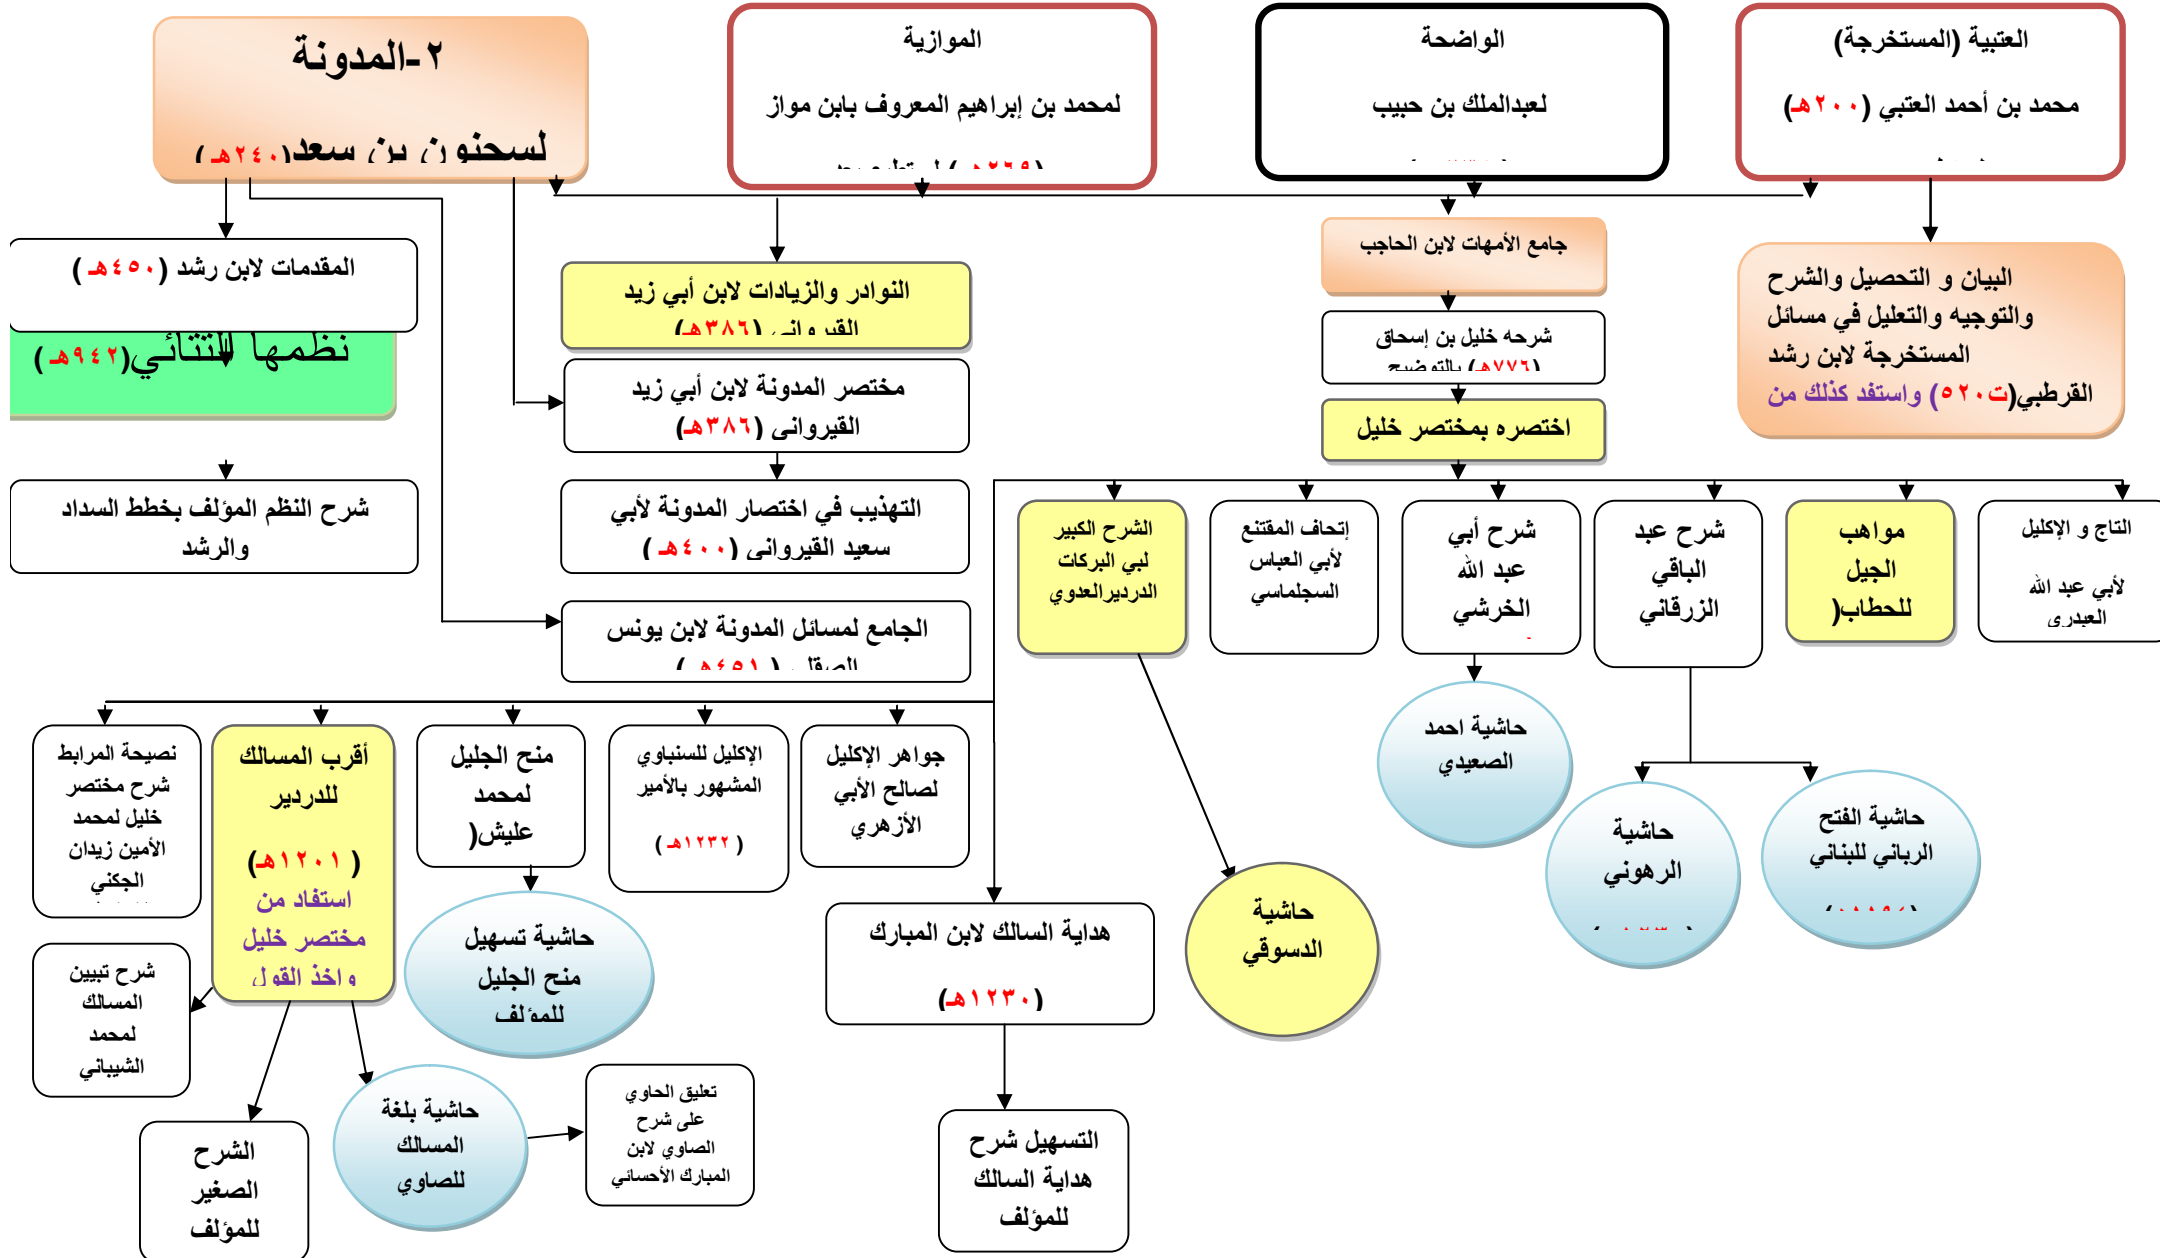 العتبية (المستخرجة)
محمد بن أحمد العتبي (٢٠٠هـ)
الواضحة
لعبدالملك بن حبيب
الموازية
لمحمد بن إبراهيم المعروف بابن مواز
(٢٦٩هـ)
٢-المدونة
لسحنون بن سعد(٢٤٠هـ )
البيان و التحصيل والشرح
والتوجيه والتعليل في مسائل
المستخرجة لابن رشد
القرطبي(ت٥٢٠) واستفد كذلك من
جامع الأمهات لابن الحاجب
شرحه خليل بن إسحاق
(٧٧٦هـ) بالتوضيح
اختصره بمختصر خليل
النوادر والزيادات لابن أبي زيد
القيرواني (٣٨٦هـ)
مختصر المدونة لابن أبي زيد
القيرواني (٣٨٦هـ)
التهذيب في اختصار المدونة لأبي
سعيد القيرواني (٤٠٠هـ )
الجامع لمسائل المدونة لابن يونس
الصقلي ( ٤٥١هـ )
المقدمات لابن رشد (٤٥٠هـ )
نظمها التتائي(٩٤٢هـ )
شرح النظم المؤلف بخطط السداد
والرشد
التاج و الإكليل
لأبي عبد الله
العبدري
مواهب
الجيل
للحطاب(
شرح عبد
الباقي
الزرقاني
شرح أبي
عبد الله
الخرشي
إتحاف المقتنع
لأبي العباس
السجلماسي
الشرح الكبير
لبي البركات
الدرديرالعدوي
حاشية احمد
الصعيدي
حاشية الفتح
الرباني للبناني
حاشية
الرهوني
حاشية
الدسوقي
جواهر الإكليل
لصالح الأبي
الأزهري
الإكليل للسنباوي
المشهور بالأمير
( ١٢٣٢هـ )
منح الجليل
لمحمد
عليش(
أقرب المسالك
للدردير
( ١٢٠١هـ)
استفاد من
مختصر خليل
واخذ القول
نصيحة المرابط
شرح مختصر
خليل لمحمد
الأمين زيدان
الجكني
هداية السالك لابن المبارك
(١٢٣٠هـ)
التسهيل شرح
هداية السالك
للمؤلف
حاشية تسهيل
منح الجليل
للمؤلف
شرح تبيين
المسالك
لمحمد
الشيباني
الشرح
الصغير
للمؤلف
حاشية بلغة
المسالك
للصاوي
تعليق الحاوي
على شرح
الصاوي لابن
المبارك الأحسائي